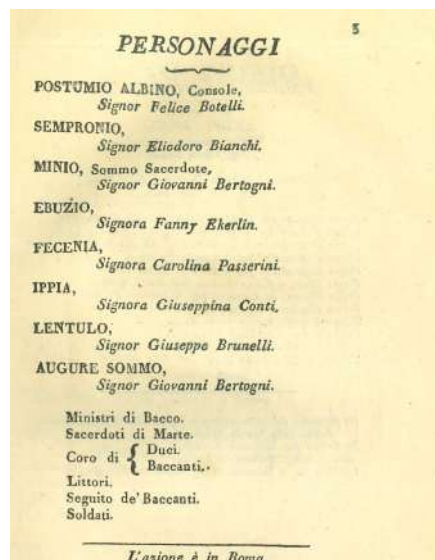 3
PERSONAGGI
POSTUMIO ALBINO, Console,
Signor Felice Botelli.
SEMPRONIO,
Signor Eliodoro Bianchi.
MINIO, Sommo Sacerdote,
Signor Giovanni Bertogni.
EBUZIO,
Signora Fanny Ekerlin.
FECENIA,
Signora Carolina Passerini.
IPPIA,
Signora Giuseppina Conti.
LENTULO,
Signor Giuseppe Brunelli.
AUGURE SOMMO,
Signor Giovanni Bertogni.
Ministri di Bacco.
Sacerdoti di Marte.
Coro di { Duci.
Baccanti.
Littori.
Seguito de' Baccanti.
Soldati.
L'azione è in Roma